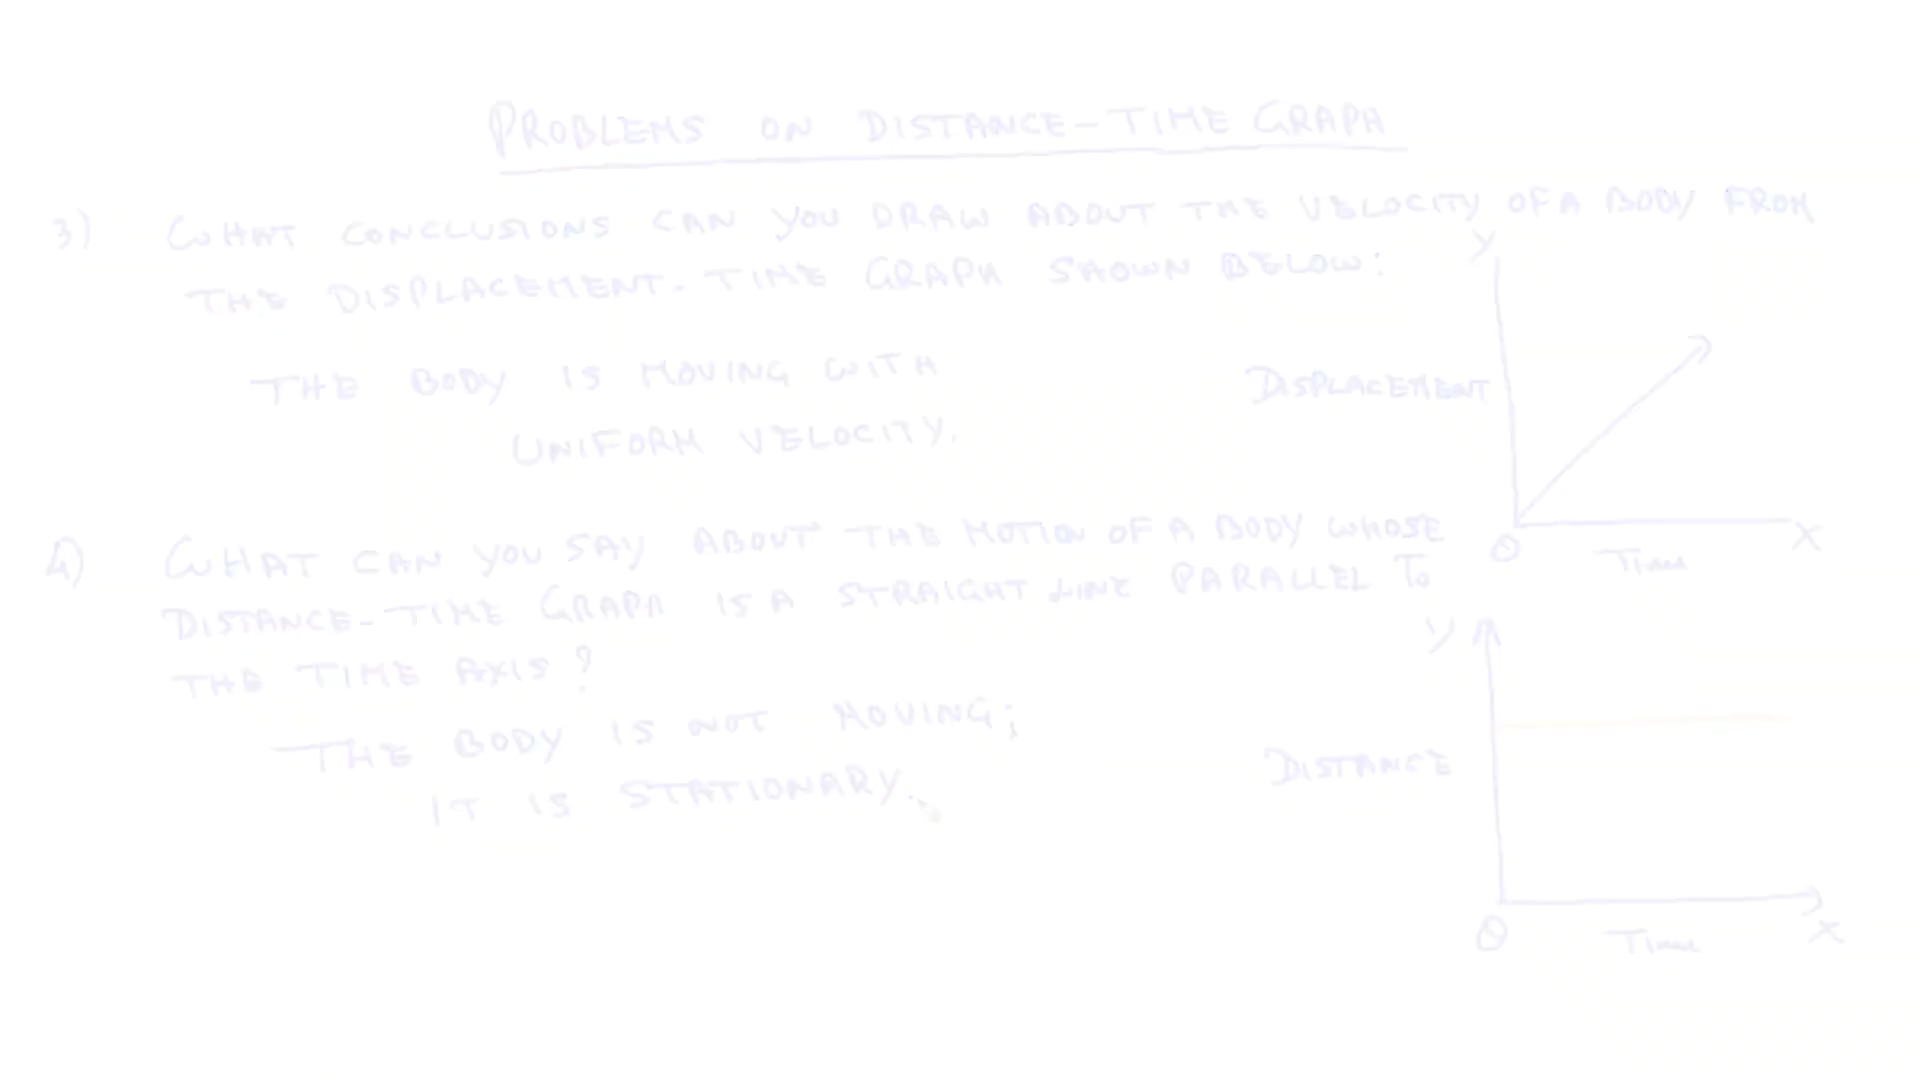 PROBLEMS ON DISTANCE-TIME GRAPH
3) WHAT CONCLUSIONS CAN YOU DRAW ABOUT THE VELOCITY OF A BODY FROM
THE DISPLACEMENT-TIME GRAPH SHOWN BELOW:
Y
THE BODY IS MOVING WITH
UNIFORM VELOCITY.
DISPLACEMENT
O
Time
X
4) WHAT CAN YOU SAY ABOUT THE MOTION OF A BODY WHOSE
DISTANCE-TIME GRAPH IS A STRAIGHT LINE PARALLEL TO
THE TIME AXIS?
Y
THE BODY IS NOT MOVING;
IT IS STATIONARY.
DISTANCE
O
Time
X